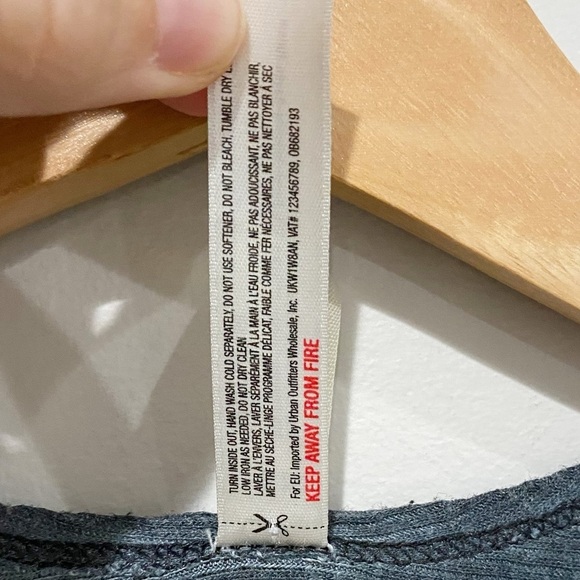 TURN INSIDE OUT, HAND WASH COLD SEPARATELY, DO NOT USE SOFTENER, DO NOT BLEACH, TUMBLE DRY
LOW IRON AS NEEDED, DO NOT DRY CLEAN
LAVER À L'ENVERS, LAVER SÉPARÉMENT À LA MAIN À L'EAU FROIDE, NE PAS ADOUCISSANT, NE PAS BLANCHIR,
METTRE AU SÈCHE-LINGE PROGRAMME DÉLICAT, FAIBLE COMME FER NÉCESSAIRES, NE PAS NETTOYER À SEC
For EU: Imported by Urban Outfitters Wholesale, Inc. UKW1W8AN, VAT# 123456789, 0B682193
KEEP AWAY FROM FIRE